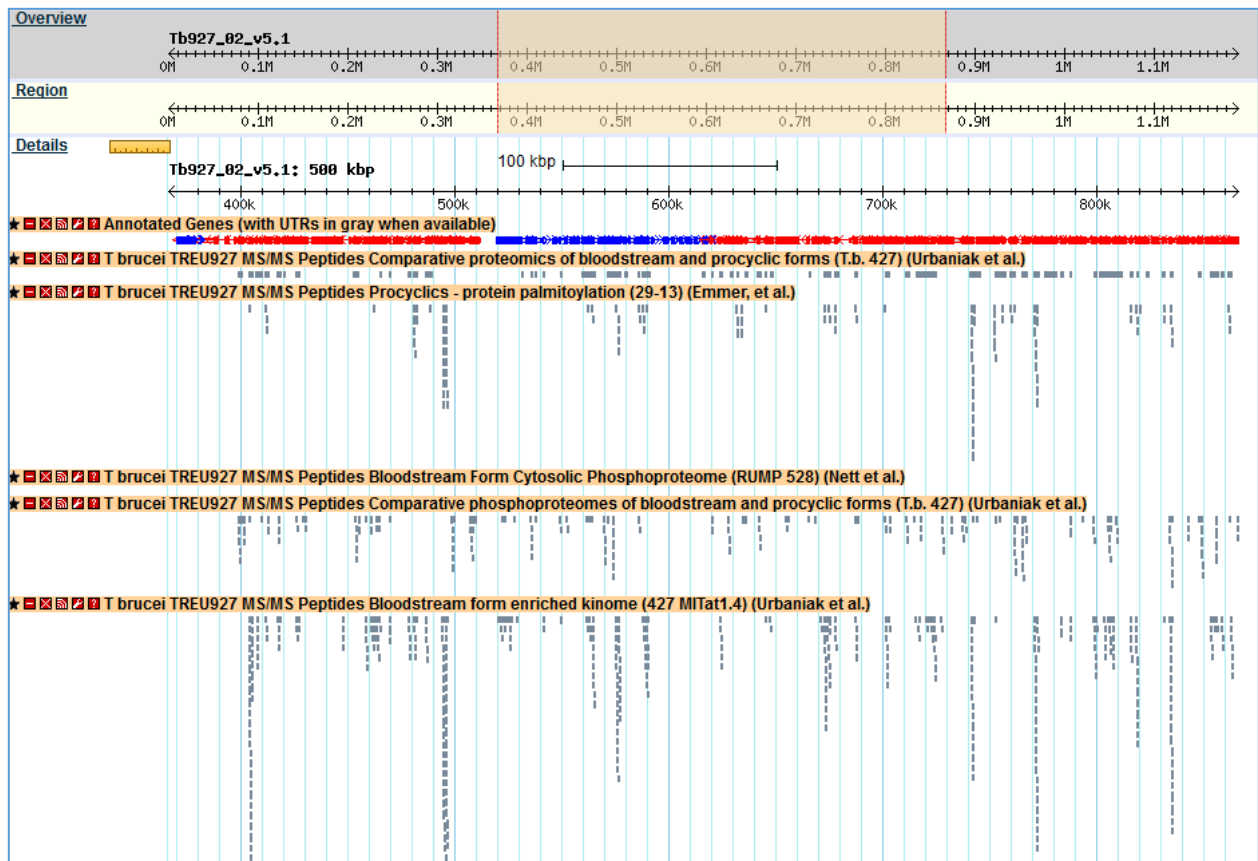 Overview
Tb927_02_v5.1
0M 0.1M 0.2M 0.3M 0.4M 0.5M 0.6M 0.7M 0.8M 0.9M 1M 1.1M
Region
0M 0.1M 0.2M 0.3M 0.4M 0.5M 0.6M 0.7M 0.8M 0.9M 1M 1.1M
Details
100 kbp
Tb927_02_v5.1: 500 kbp
400k 500k 600k 700k 800k
Annotated Genes (with UTRs in gray when available)
T brucei TREU927 MS/MS Peptides Comparative proteomics of bloodstream and procyclic forms (T.b. 427) (Urbaniak et al.)
T brucei TREU927 MS/MS Peptides Procyclics - protein palmitoylation (29-13) (Emmer, et al.)
T brucei TREU927 MS/MS Peptides Bloodstream Form Cytosolic Phosphoproteome (RUMP 528) (Nett et al.)
T brucei TREU927 MS/MS Peptides Comparative phosphoproteomes of bloodstream and procyclic forms (T.b. 427) (Urbaniak et al.)
T brucei TREU927 MS/MS Peptides Bloodstream form enriched kinome (427 MITat1.4) (Urbaniak et al.)